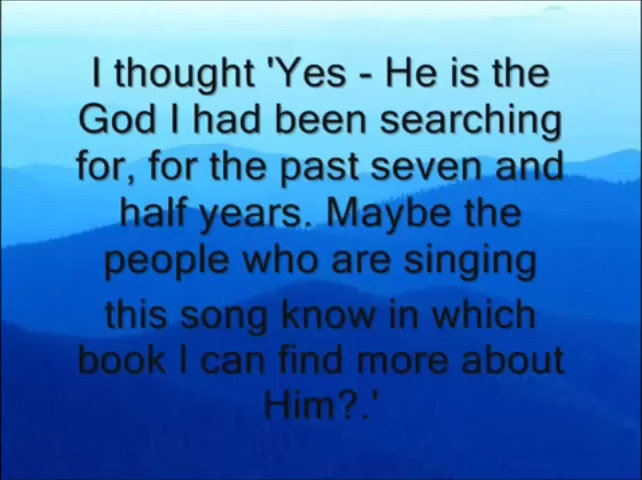 I thought 'Yes - He is the
God I had been searching
for, for the past seven and
half years. Maybe the
people who are singing
this song know in which
book I can find more about
Him?.'